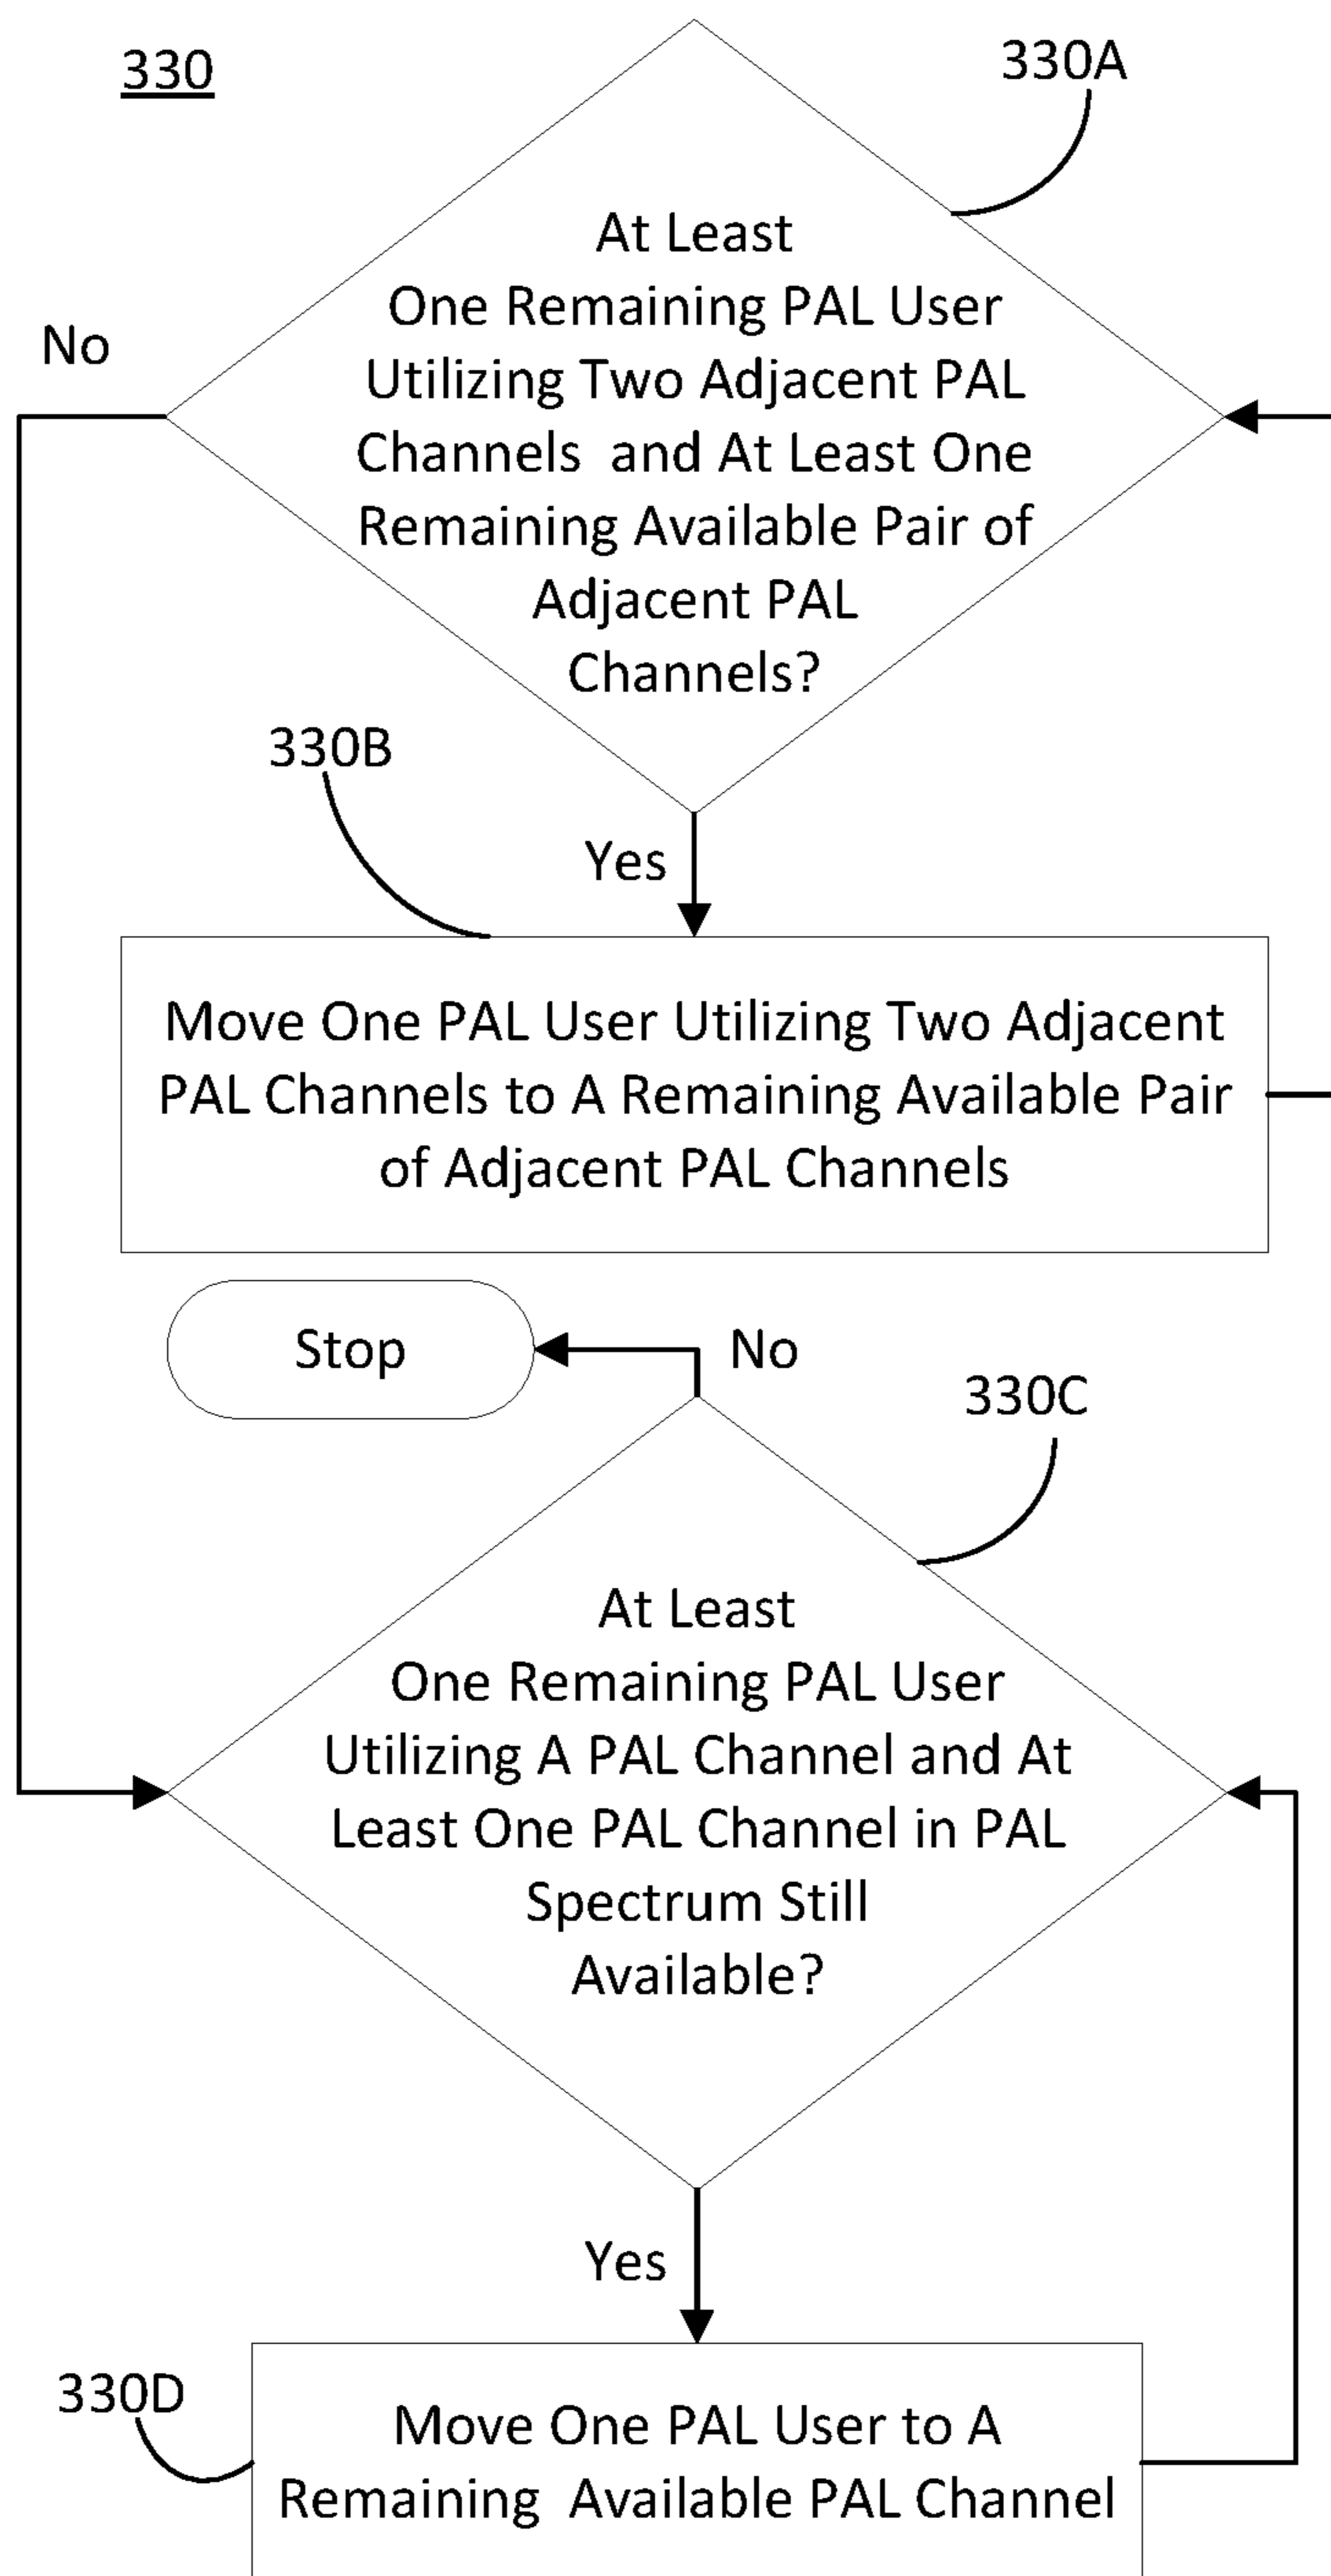 330
330A
At Least
One Remaining PAL User
Utilizing Two Adjacent PAL
Channels and At Least One
Remaining Available Pair of
Adjacent PAL
Channels?
No
330B
Yes
Move One PAL User Utilizing Two Adjacent
PAL Channels to A Remaining Available Pair
of Adjacent PAL Channels
Stop
No
330C
At Least
One Remaining PAL User
Utilizing A PAL Channel and At
Least One PAL Channel in PAL
Spectrum Still
Available?
Yes
330D
Move One PAL User to A
Remaining Available PAL Channel